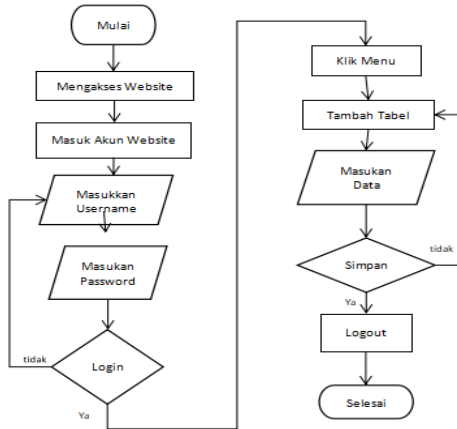 Mulai
Mengakses Website
Masuk Akun Website
Masukkan
Username
Masukan
Password
Login
tidak
Ya
Klik Menu
Tambah Tabel
Masukan
Data
Simpan
tidak
Ya
Logout
Selesai